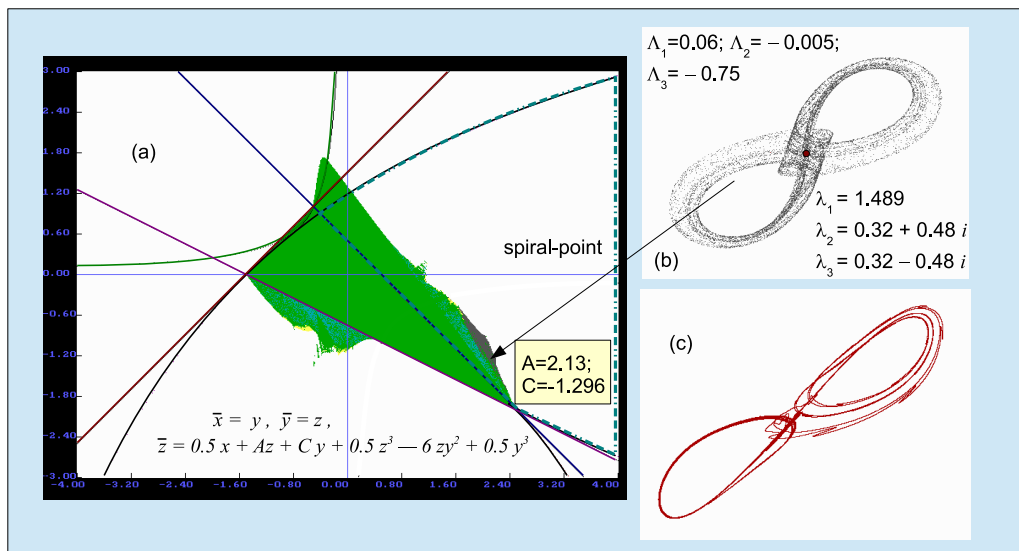 3.00
2.40
1.80
1.20
0.60
0.00
-0.60
-1.20
-1.80
-2.40
-3.00
-4.00 -3.20 -2.40 -1.60 -0.80 0.00 0.80 1.60 2.40 3.20 4.00
(a)
spiral-point
A=2.13;
C=-1.296
x̅ = y , y̅ = z ,
z̅ = 0.5 x + Az + C y + 0.5 z³ — 6 zy² + 0.5 y³
Λ₁=0.06; Λ₂= – 0.005;
Λ₃= – 0.75
λ₁ = 1.489
λ₂ = 0.32 + 0.48 i
λ₃ = 0.32 – 0.48 i
(b)
(c)